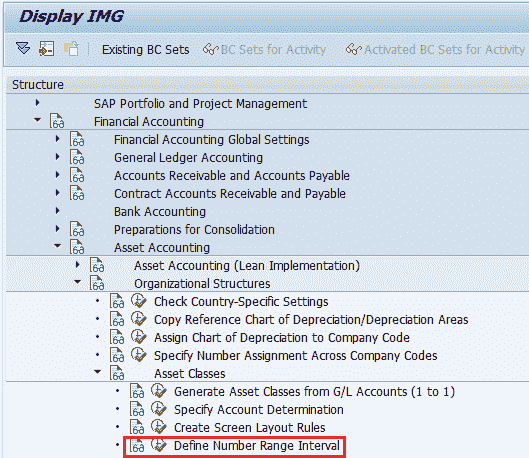 Display IMG
Existing BC Sets BC Sets for Activity Activated BC Sets for Activity
Structure
SAP Portfolio and Project Management
Financial Accounting
Financial Accounting Global Settings
General Ledger Accounting
Accounts Receivable and Accounts Payable
Contract Accounts Receivable and Payable
Bank Accounting
Preparations for Consolidation
Asset Accounting
Asset Accounting (Lean Implementation)
Organizational Structures
Check Country-Specific Settings
Copy Reference Chart of Depreciation/Depreciation Areas
Assign Chart of Depreciation to Company Code
Specify Number Assignment Across Company Codes
Asset Classes
Generate Asset Classes from G/L Accounts (1 to 1)
Specify Account Determination
Create Screen Layout Rules
Define Number Range Interval